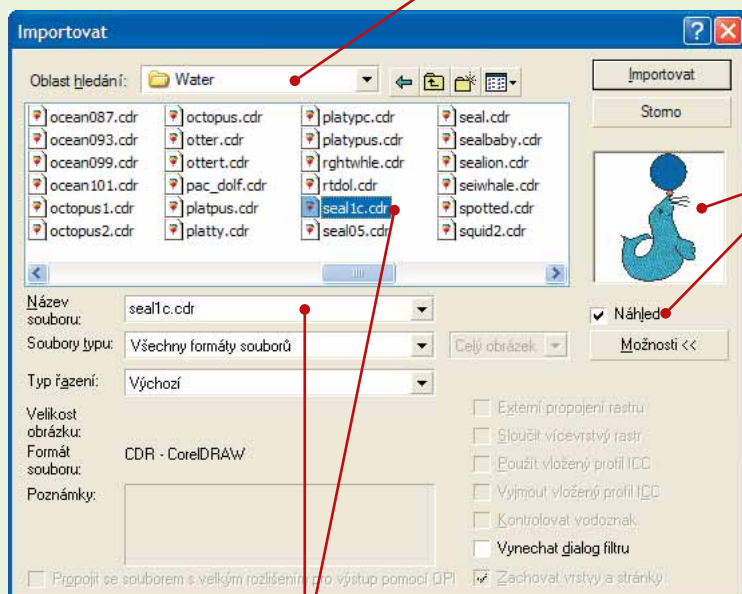 Importovat
Oblast hledání: Water
Importovat
Storno
ocean087.cdr octopus.cdr platypc.cdr seal.cdr
ocean093.cdr otter.cdr platypus.cdr sealbaby.cdr
ocean099.cdr ottert.cdr rghtwhle.cdr sealion.cdr
ocean101.cdr pac_dolf.cdr rtdol.cdr seiwhale.cdr
octopus1.cdr platpus.cdr seal1c.cdr spotted.cdr
octopus2.cdr platty.cdr seal05.cdr squid2.cdr
Název
souboru: seal1c.cdr
Náhled
Soubory typu: Všechny formáty souborů Celý obrázek Možnosti <<
Typ řazení: Výchozí
Velikost
obrázku:
Formát
souboru: CDR - CorelDRAW
Poznámky:
Externí propojení rastru
Sloučit vícevrstvý rastr
Použít vložený profil ICC
Vyjmout vložený profil ICC
Kontrolovat vodoznak
Vynechat dialog filtru
Propojit se souborem s velkým rozlišením pro výstup pomocí OPI Zachovat vrstvy a stránky